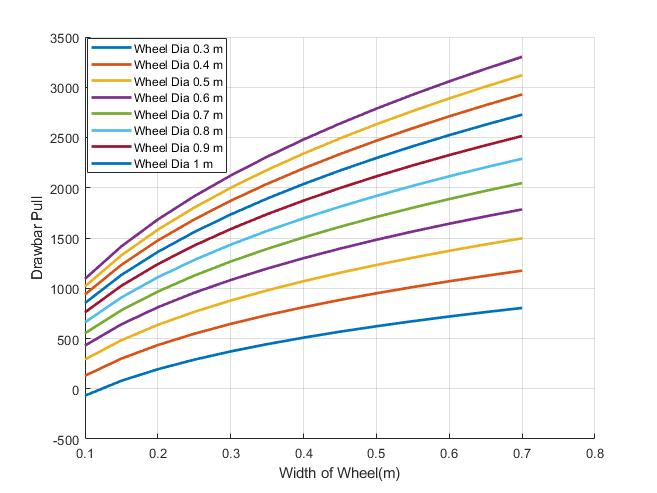 3500
3000
2500
2000
1500
1000
500
0
-500
Drawbar Pull
Wheel Dia 0.3 m
Wheel Dia 0.4 m
Wheel Dia 0.5 m
Wheel Dia 0.6 m
Wheel Dia 0.7 m
Wheel Dia 0.8 m
Wheel Dia 0.9 m
Wheel Dia 1 m
0.1 0.2 0.3 0.4 0.5 0.6 0.7 0.8
Width of Wheel(m)